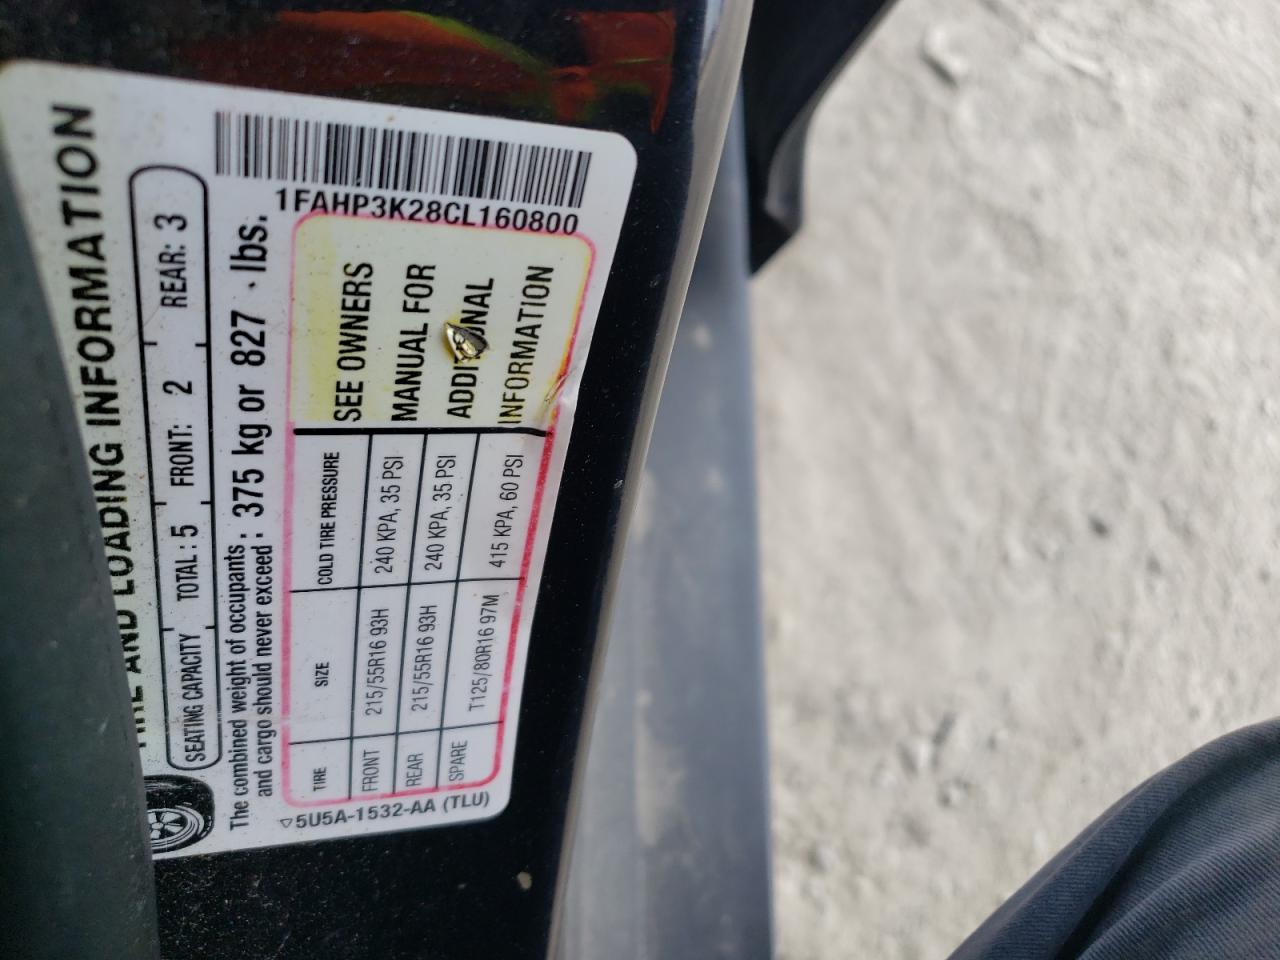 TIRE AND LOADING INFORMATION
SEATING CAPACITY TOTAL: 5 FRONT: 2 REAR: 3
The combined weight of occupants and cargo should never exceed: 375 kg or 827 lbs.
TIRE SIZE COLD TIRE PRESSURE
FRONT 215/55R16 93H 240 KPA, 35 PSI
REAR 215/55R16 93H 240 KPA, 35 PSI
SPARE T125/80R16 97M 415 KPA, 60 PSI
SEE OWNERS
MANUAL FOR
ADDITIONAL
INFORMATION
5U5A-1532-AA (TLU)
1FAHP3K28CL160800